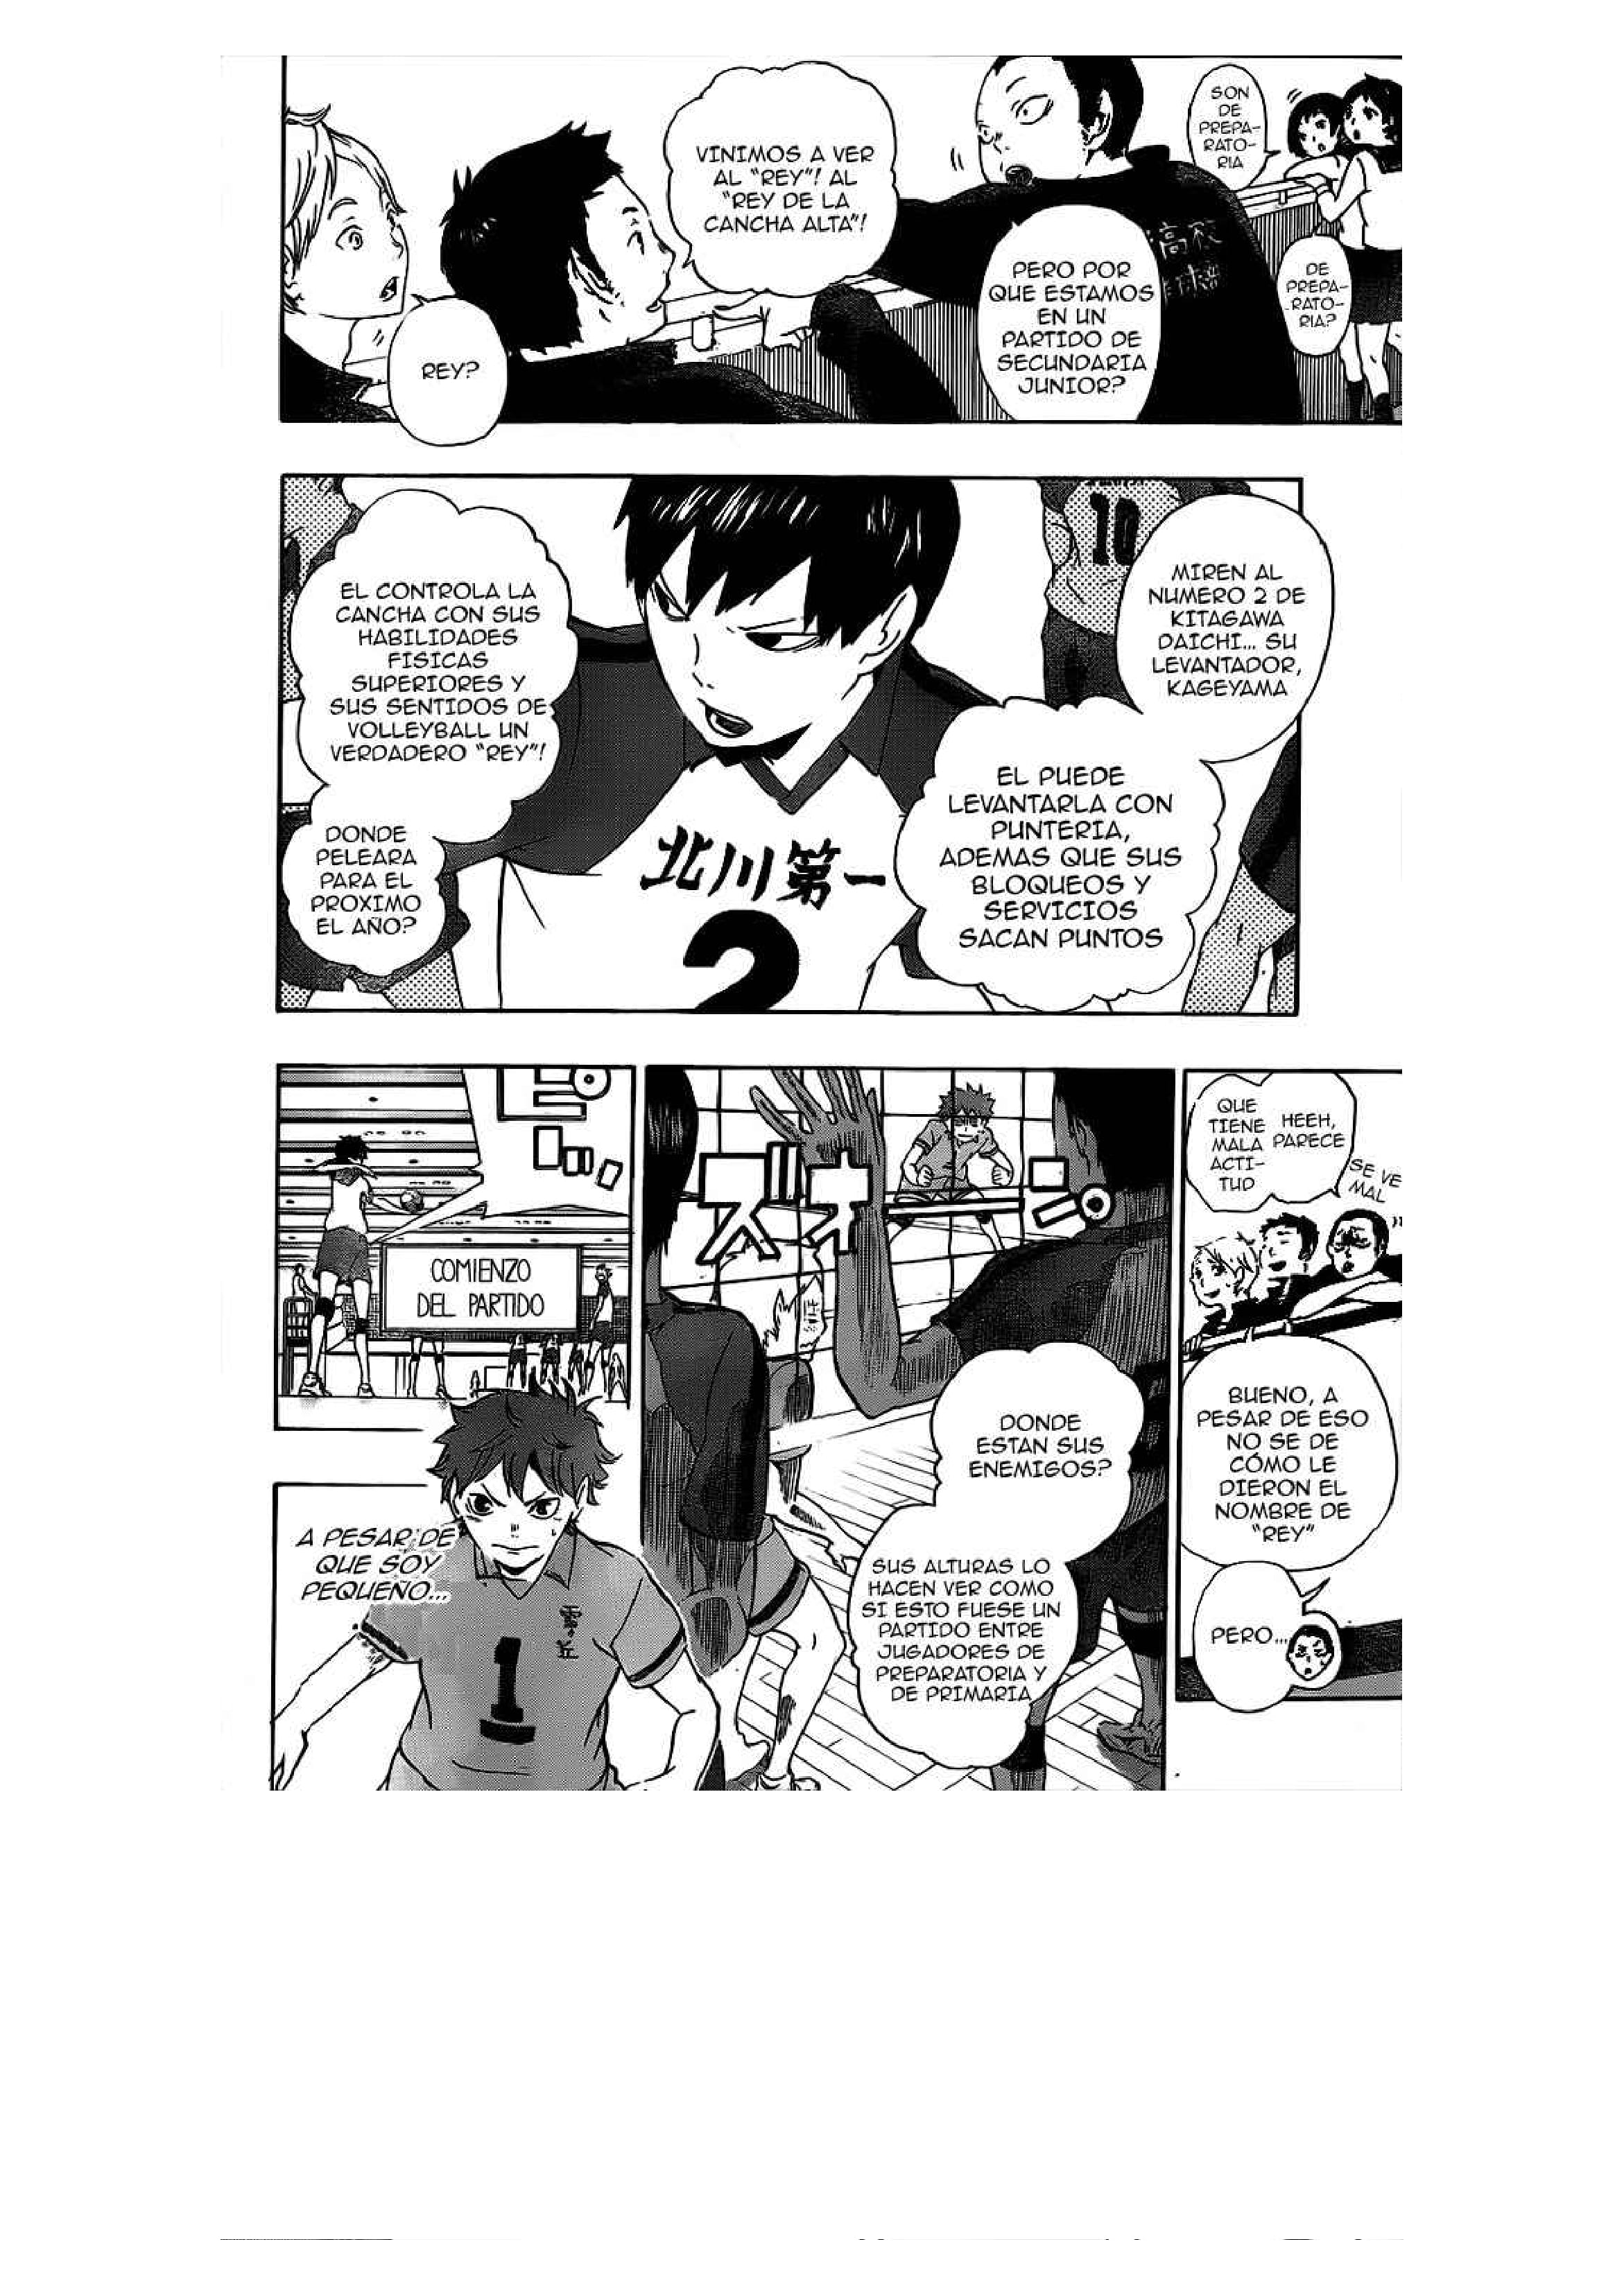 SON
DE
PREPA-
RATO-
RIA
DE
PREPA-
RATO-
RIA?
PERO POR
QUE ESTAMOS
EN UN
PARTIDO DE
SECUNDARIA
JUNIOR?
VINIMOS A VER
AL "REY"! AL
"REY DE LA
CANCHA ALTA"!
REY?
10
MIREN AL
NUMERO 2 DE
KITAGAWA
DAICHI... SU
LEVANTADOR,
KAGEYAMA
EL PUEDE
LEVANTARLA CON
PUNTERIA,
ADEMAS QUE SUS
BLOQUEOS Y
SERVICIOS
SACAN PUNTOS
EL CONTROLA LA
CANCHA CON SUS
HABILIDADES
FISICAS
SUPERIORES Y
SUS SENTIDOS DE
VOLLEYBALL UN
VERDADERO "REY"!
DONDE
PELEARA
PARA EL
PROXIMO
EL AÑO?
北川第一
2
HEEH,
PARECE
QUE
TIENE
MALA
ACTI-
TUD
SE VE
MAL
BUENO, A
PESAR DE ESO
NO SE DE
CÓMO LE
DIERON EL
NOMBRE DE
"REY"
PERO...
ズオ
DONDE
ESTAN SUS
ENEMIGOS?
SUS ALTURAS LO
HACEN VER COMO
SI ESTO FUESE UN
PARTIDO ENTRE
JUGADORES DE
PREPARATORIA Y
DE PRIMARIA
COMIENZO
DEL PARTIDO
A PESAR DE
QUE SOY
PEQUEÑO...
雪ヶ丘
1